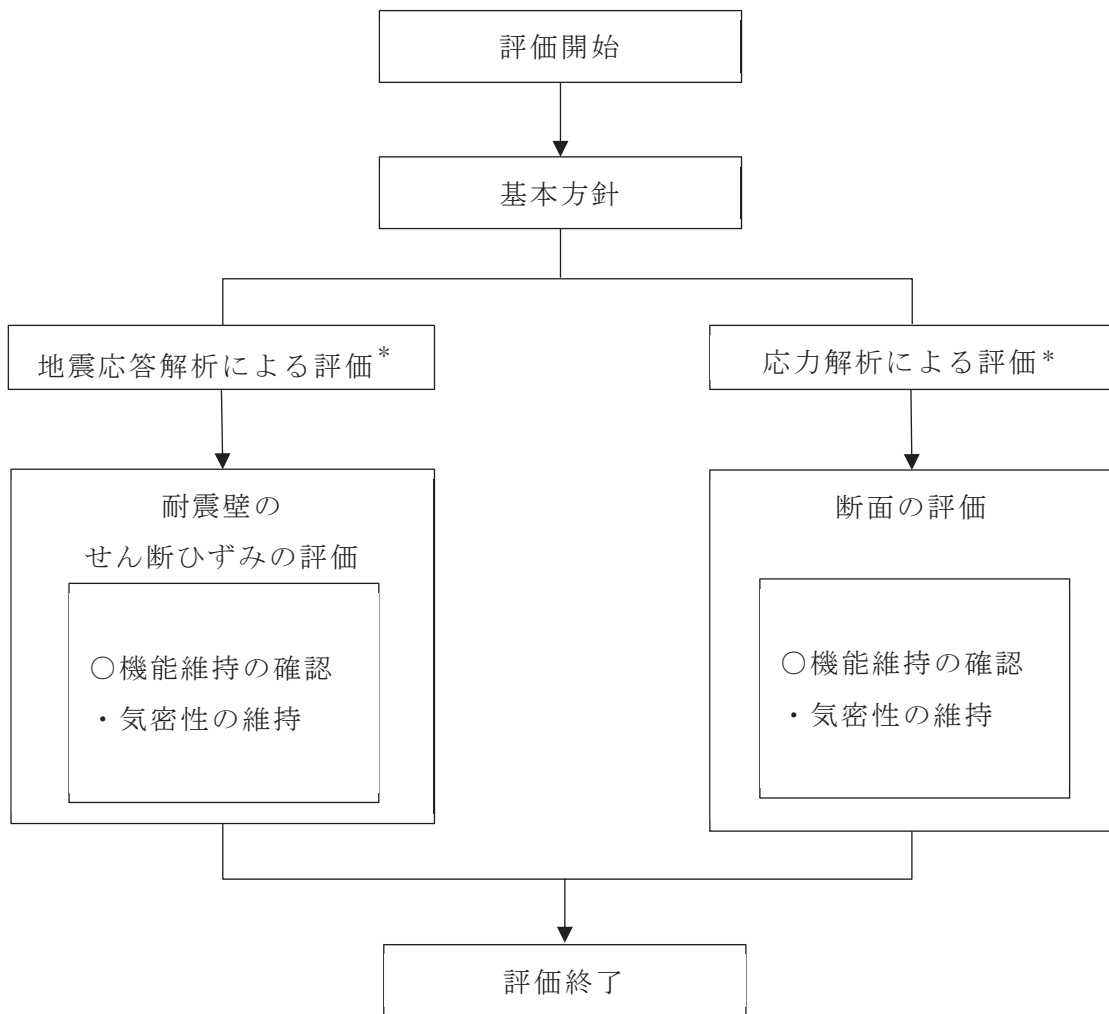 評価開始
基本方針
地震応答解析による評価*
応力解析による評価*
耐震壁の
せん断ひずみの評価
○機能維持の確認
・気密性の維持
断面の評価
○機能維持の確認
・気密性の維持
評価終了